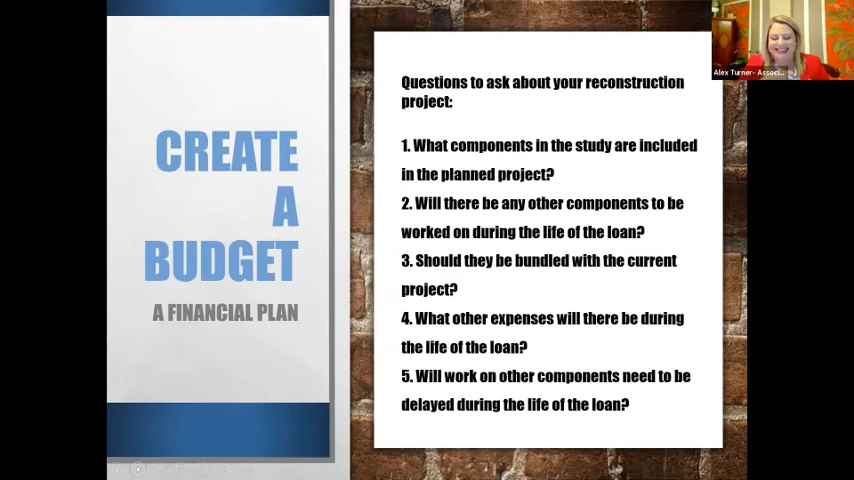 CREATE
A
BUDGET
A FINANCIAL PLAN
Questions to ask about your reconstruction
project:
1. What components in the study are included
in the planned project?
2. Will there be any other components to be
worked on during the life of the loan?
3. Should they be bundled with the current
project?
4. What other expenses will there be during
the life of the loan?
5. Will work on other components need to be
delayed during the life of the loan?
Alex Turner- Associ...